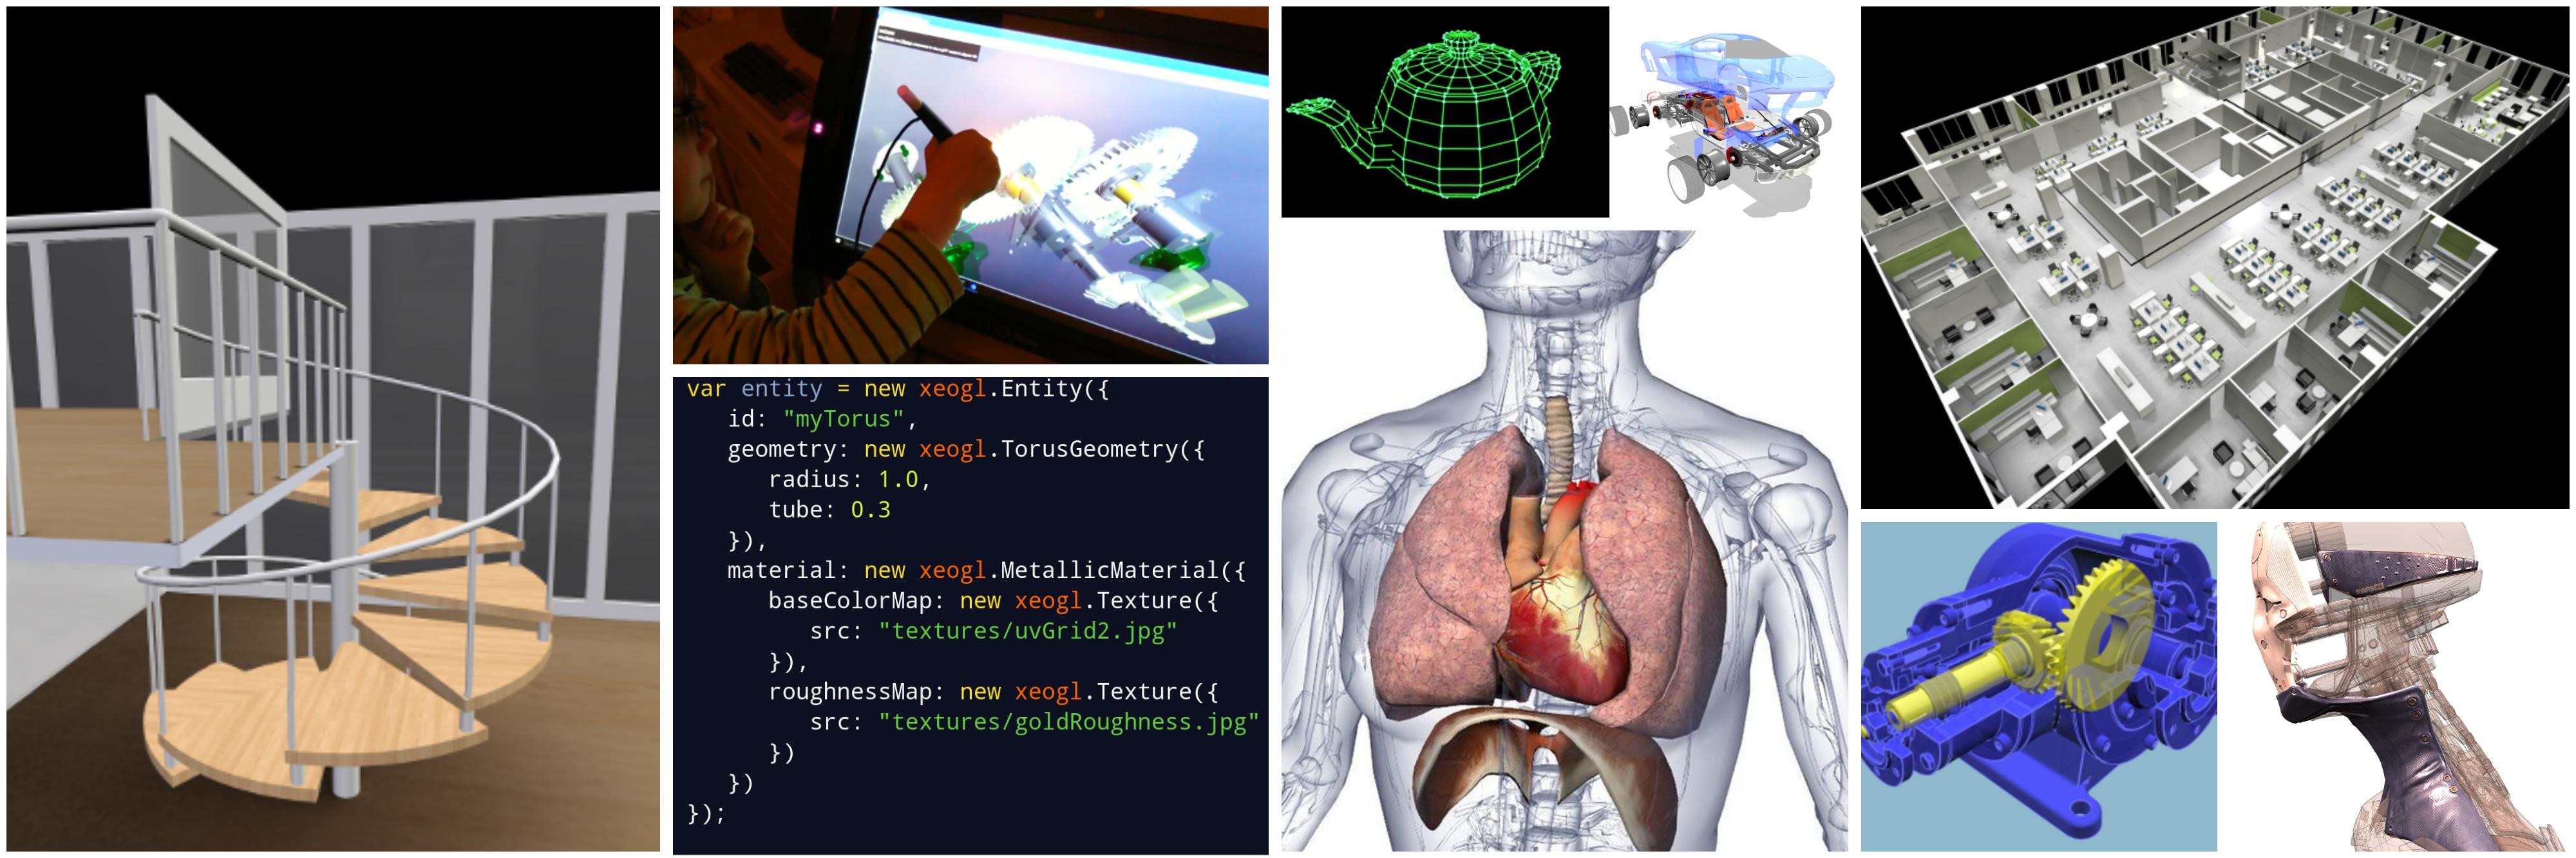 var entity = new xeogl.Entity({
id: "myTorus",
geometry: new xeogl.TorusGeometry({
radius: 1.0,
tube: 0.3
}),
material: new xeogl.MetallicMaterial({
baseColorMap: new xeogl.Texture({
src: "textures/uvGrid2.jpg"
}),
roughnessMap: new xeogl.Texture({
src: "textures/goldRoughness.jpg"
})
})
});